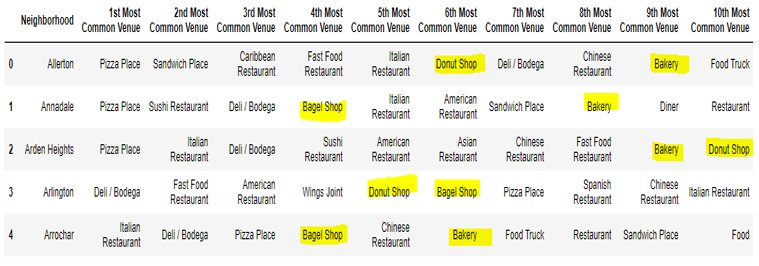 Neighborhood 1st Most Common Venue 2nd Most Common Venue 3rd Most Common Venue 4th Most Common Venue 5th Most Common Venue 6th Most Common Venue 7th Most Common Venue 8th Most Common Venue 9th Most Common Venue 10th Most Common Venue
0 Allerton Pizza Place Sandwich Place Caribbean Restaurant Fast Food Restaurant Italian Restaurant Donut Shop Deli / Bodega Chinese Restaurant Bakery Food Truck
1 Annadale Pizza Place Sushi Restaurant Deli / Bodega Bagel Shop Italian Restaurant American Restaurant Sandwich Place Bakery Diner Restaurant
2 Arden Heights Pizza Place Italian Restaurant Deli / Bodega Sushi Restaurant American Restaurant Asian Restaurant Chinese Restaurant Fast Food Restaurant Bakery Donut Shop
3 Arlington Deli / Bodega Fast Food Restaurant American Restaurant Wings Joint Donut Shop Bagel Shop Pizza Place Spanish Restaurant Chinese Restaurant Italian Restaurant
4 Arrochar Italian Restaurant Deli / Bodega Pizza Place Bagel Shop Chinese Restaurant Bakery Food Truck Restaurant Sandwich Place Food